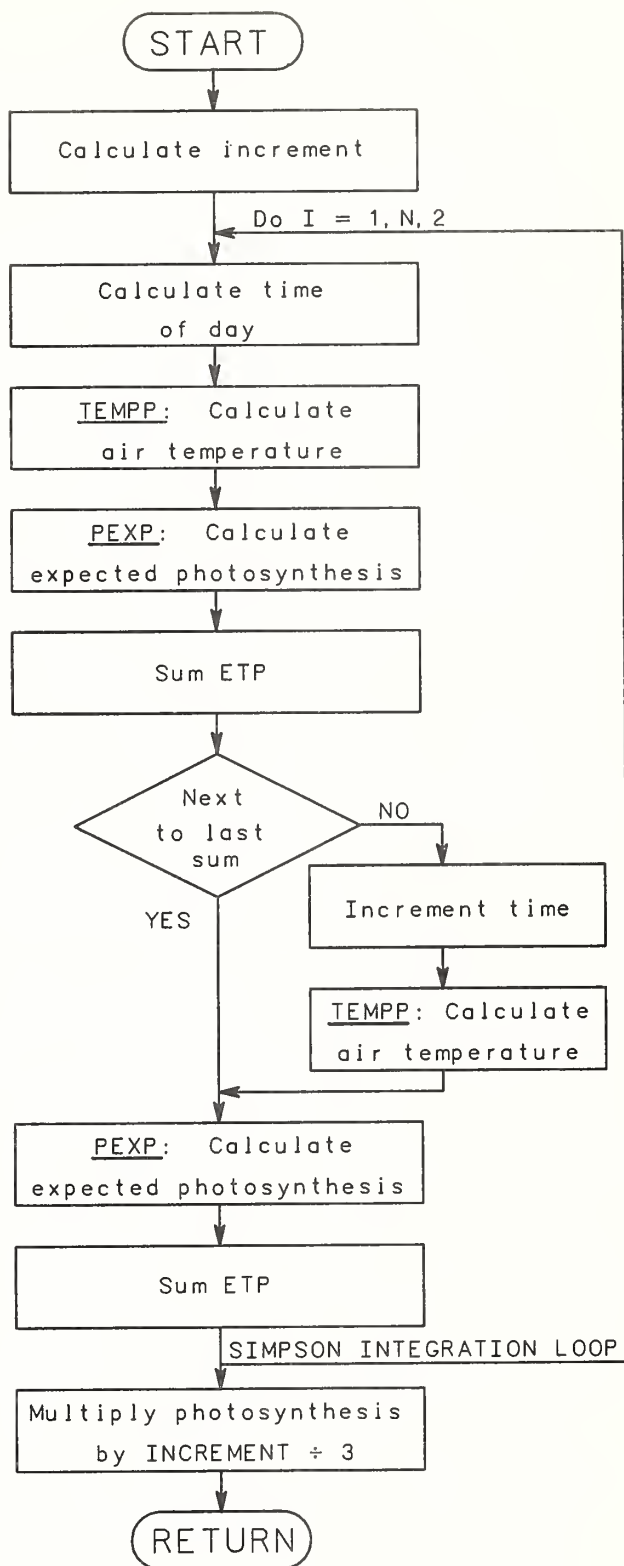 START
Calculate increment
Do I = 1, N, 2
Calculate time
of day
TEMPP: Calculate
air temperature
PEXP: Calculate
expected photosynthesis
Sum ETP
Next
to last
sum
NO
YES
Increment time
TEMPP: Calculate
air temperature
PEXP: Calculate
expected photosynthesis
Sum ETP
SIMPSON INTEGRATION LOOP
Multiply photosynthesis
by INCREMENT ÷ 3
RETURN